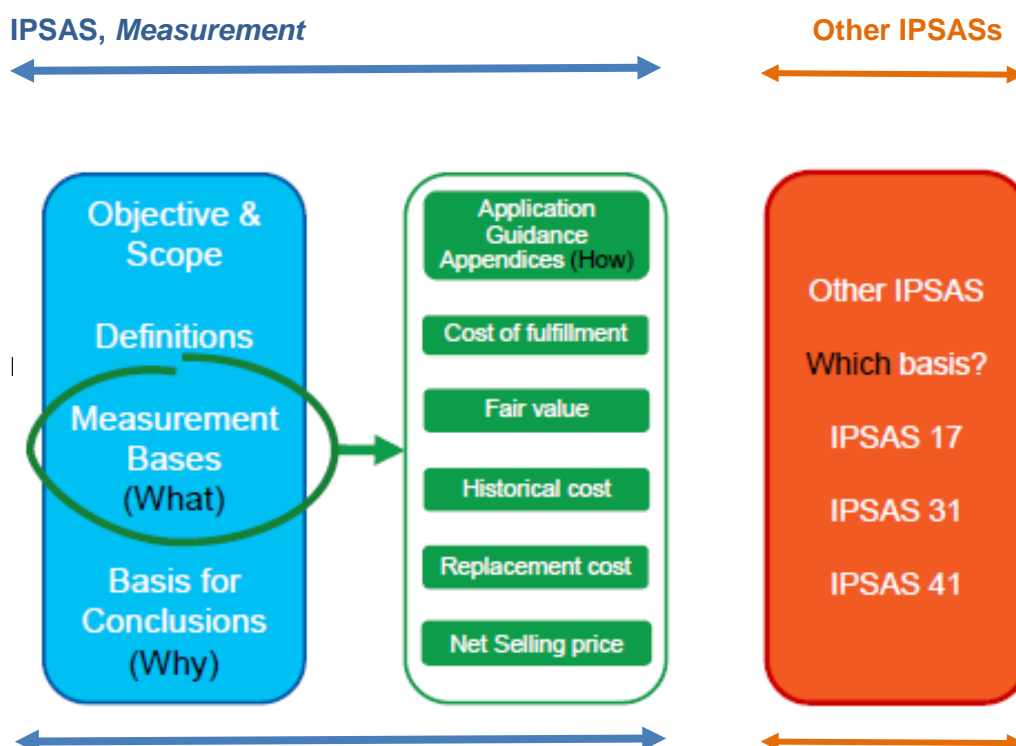 IPSAS, Measurement
Other IPSASs
Objective &
Scope
Definitions
Measurement
Bases
(What)
Basis for
Conclusions
(Why)
Application
Guidance
Appendices (How)
Cost of fulfillment
Fair value
Historical cost
Replacement cost
Net Selling price
Other IPSAS
Which basis?
IPSAS 17
IPSAS 31
IPSAS 41